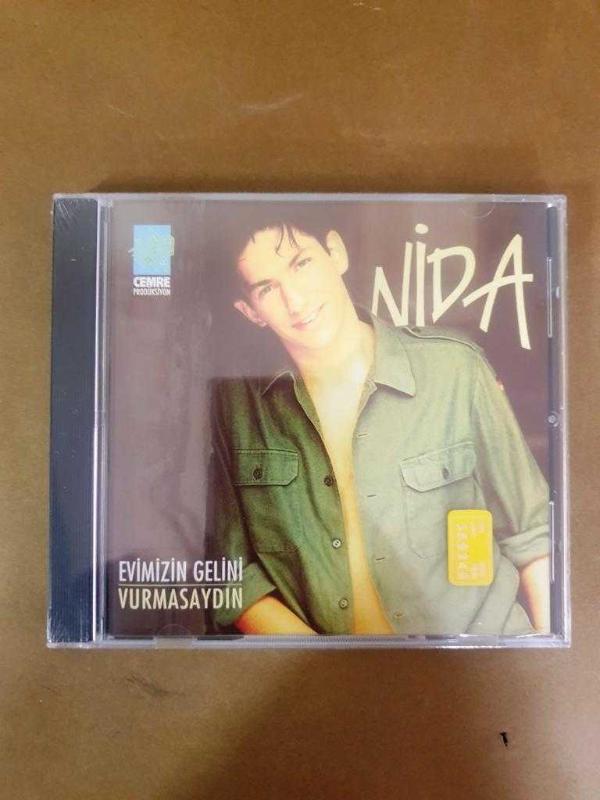 CEMRE
PRODÜKSİYON
NİDA
EVİMİZİN GELİNİ
VURMASAYDIN